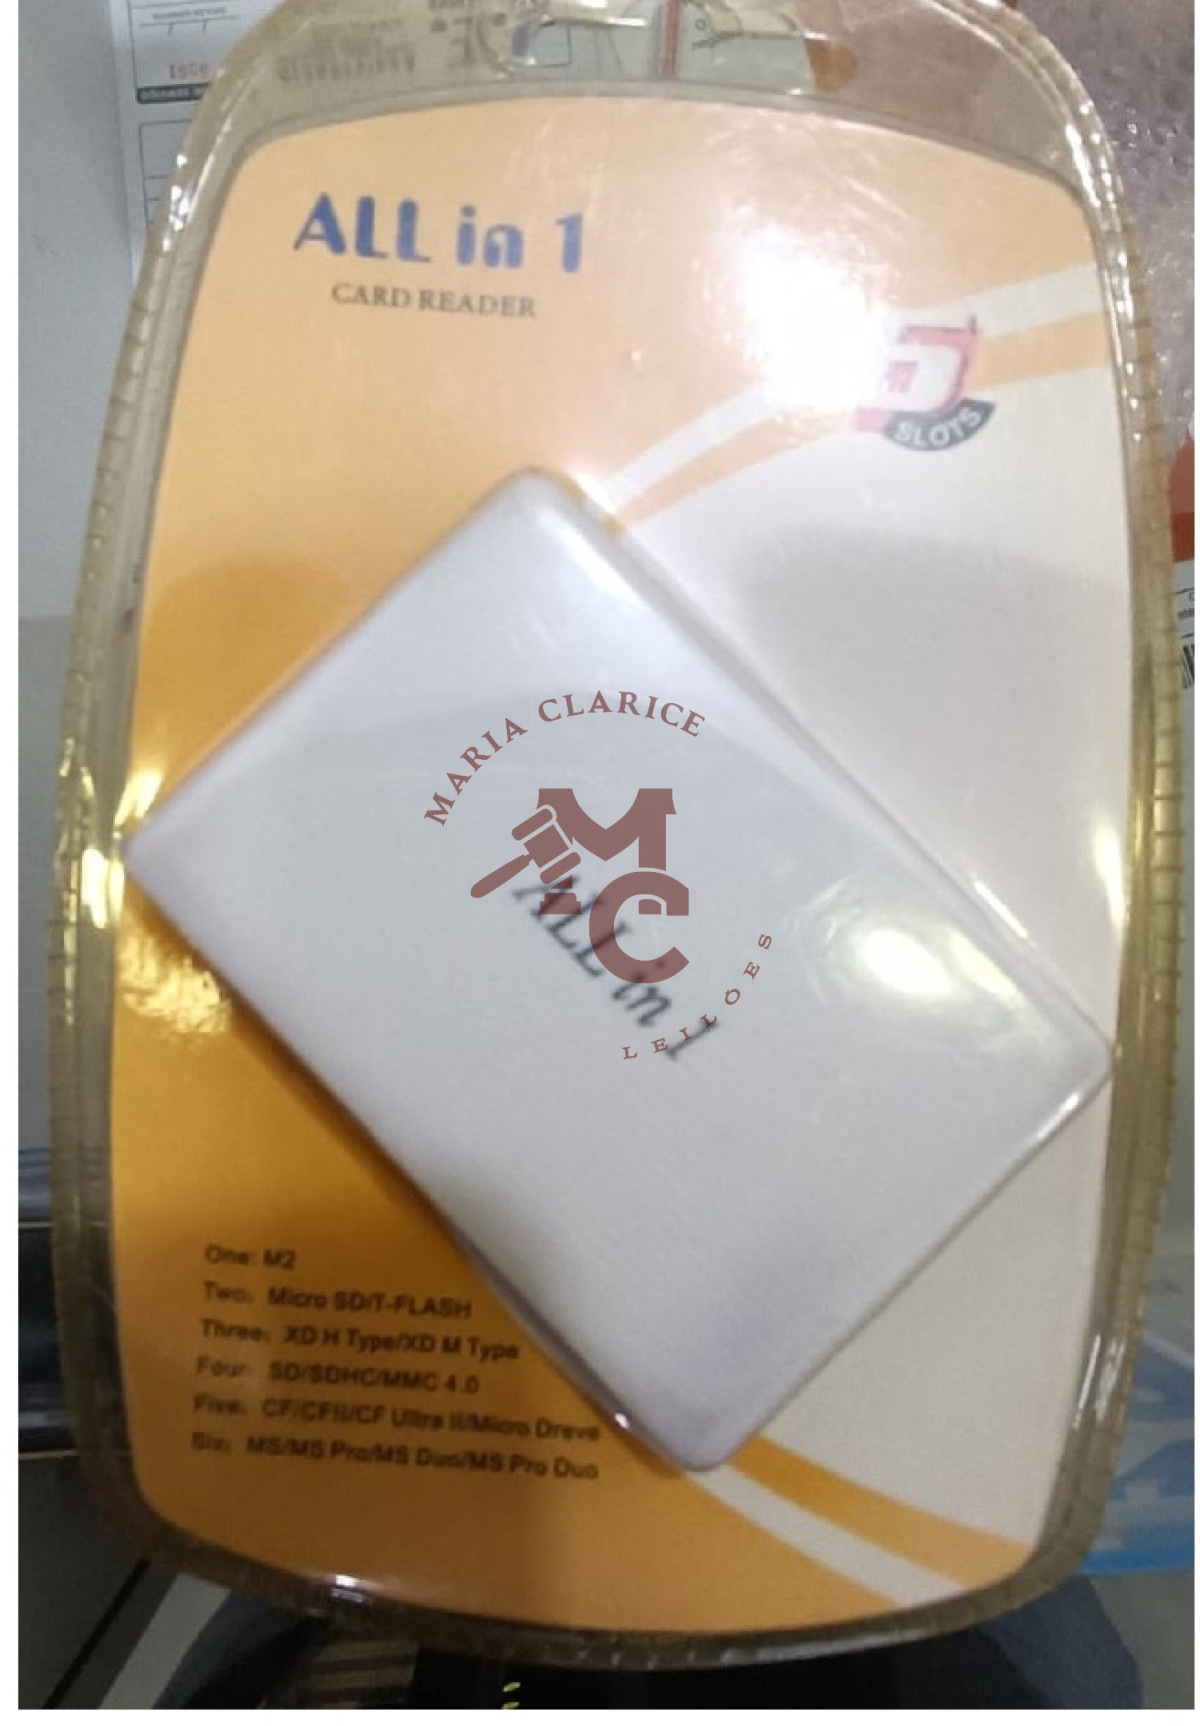 ALL in 1
CARD READER
SLOTS
MARIA CLARICE
MC
ALL in 1
LEILÕES
One: M2
Two: Micro SD/T-FLASH
Three: XD H Type/XD M Type
Four: SD/SDHC/MMC 4.0
Five: CF/CFII/CF Ultra II/Micro Dreve
Six: MS/MS Pro/MS Duo/MS Pro Duo